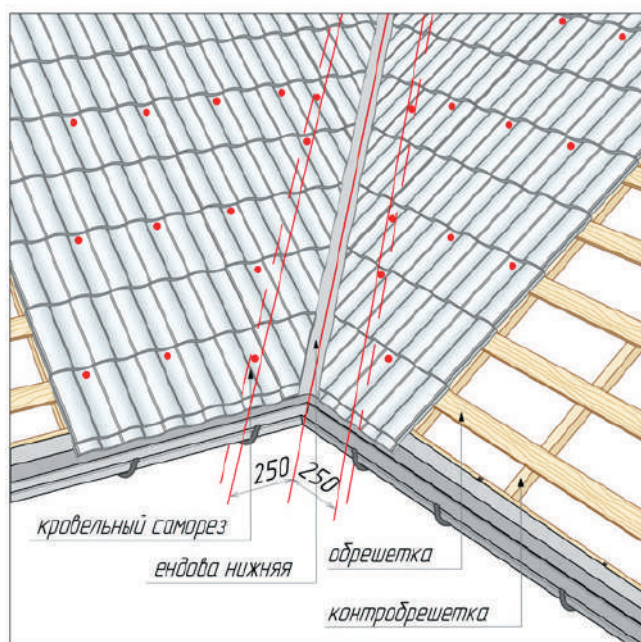 250 250
кровельный саморез
ендова нижняя
обрешетка
контробрешетка